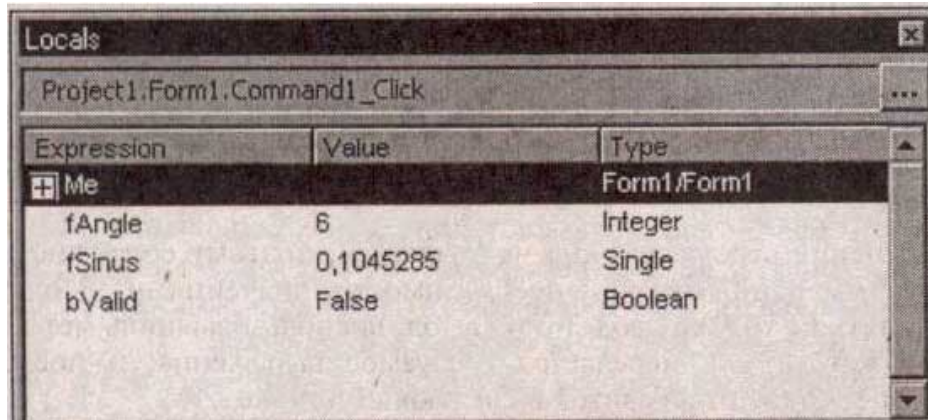 Locals
Project1.Form1.Command1_Click ...
Expression Value Type
Me Form1/Form1
fAngle 6 Integer
fSinus 0,1045285 Single
bValid False Boolean